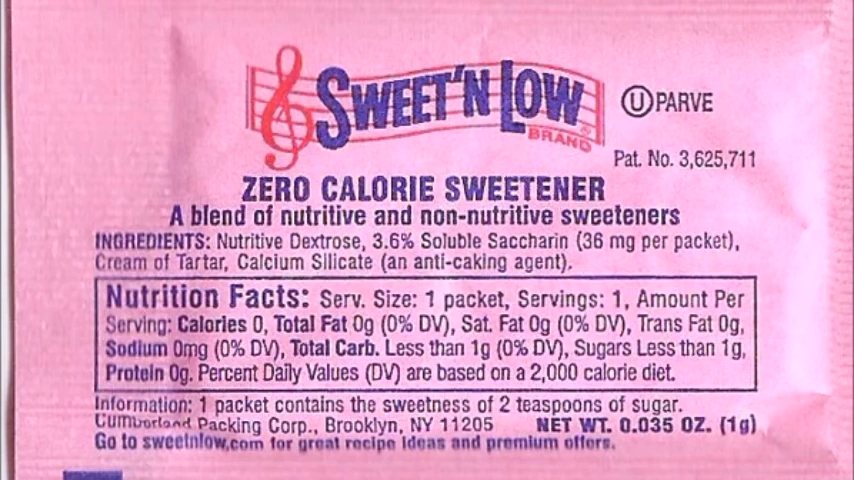 SWEET'N LOW
BRAND®
Ⓤ PARVE
Pat. No. 3,625,711
ZERO CALORIE SWEETENER
A blend of nutritive and non-nutritive sweeteners
INGREDIENTS: Nutritive Dextrose, 3.6% Soluble Saccharin (36 mg per packet),
Cream of Tartar, Calcium Silicate (an anti-caking agent).
Nutrition Facts: Serv. Size: 1 packet, Servings: 1, Amount Per
Serving: Calories 0, Total Fat 0g (0% DV), Sat. Fat 0g (0% DV), Trans Fat 0g,
Sodium 0mg (0% DV), Total Carb. Less than 1g (0% DV), Sugars Less than 1g,
Protein 0g. Percent Daily Values (DV) are based on a 2,000 calorie diet.
Information: 1 packet contains the sweetness of 2 teaspoons of sugar.
Cumberland Packing Corp., Brooklyn, NY 11205 NET WT. 0.035 OZ. (1g)
Go to sweetnlow.com for great recipe ideas and premium offers.